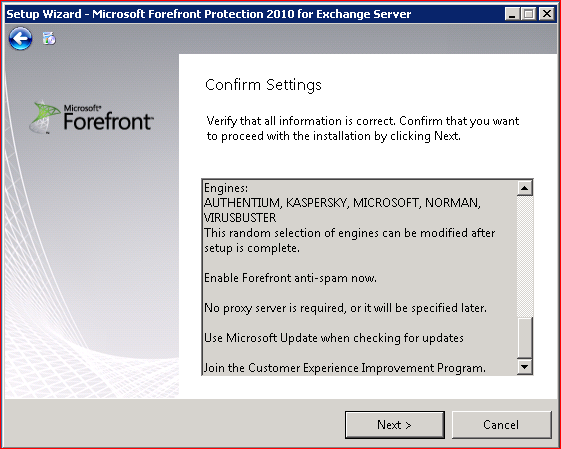 Setup Wizard - Microsoft Forefront Protection 2010 for Exchange Server
Microsoft®
Forefront™
Confirm Settings
Verify that all information is correct. Confirm that you want
to proceed with the installation by clicking Next.
Engines:
AUTHENTIUM, KASPERSKY, MICROSOFT, NORMAN,
VIRUSBUSTER
This random selection of engines can be modified after
setup is complete.
Enable Forefront anti-spam now.
No proxy server is required, or it will be specified later.
Use Microsoft Update when checking for updates
Join the Customer Experience Improvement Program.
Next >
Cancel